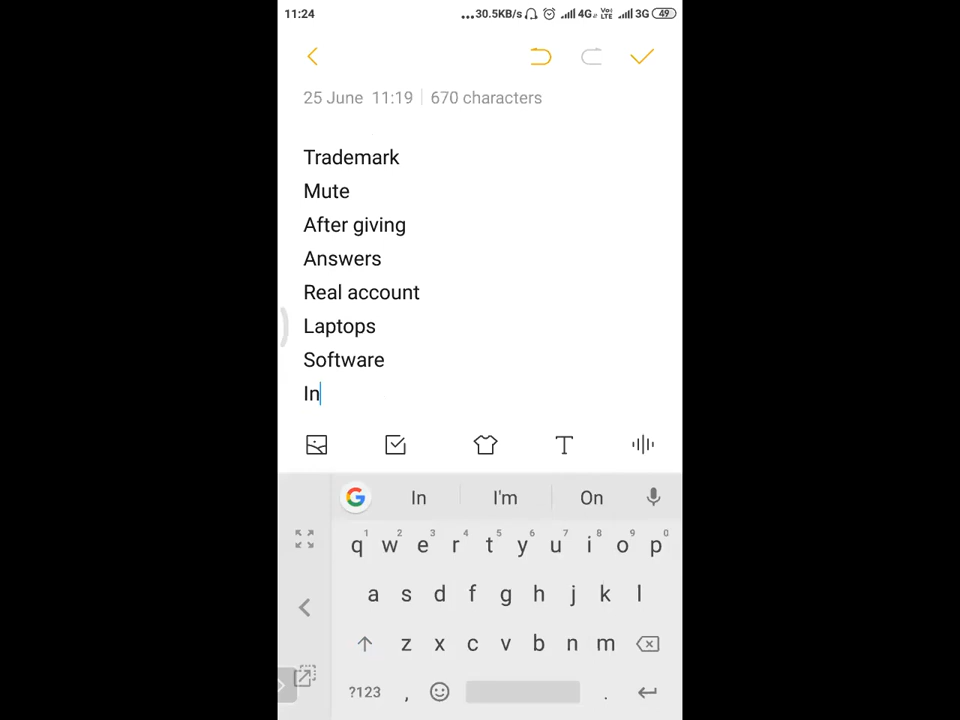 11:24 ...30.5KB/s 4G VoLTE 3G 49
25 June 11:19 670 characters
Trademark
Mute
After giving
Answers
Real account
Laptops
Software
In
T
G In I'm On
1 2 3 4 5 6 7 8 9 0
q w e r t y u i o p
a s d f g h j k l
z x c v b n m
?123 , .